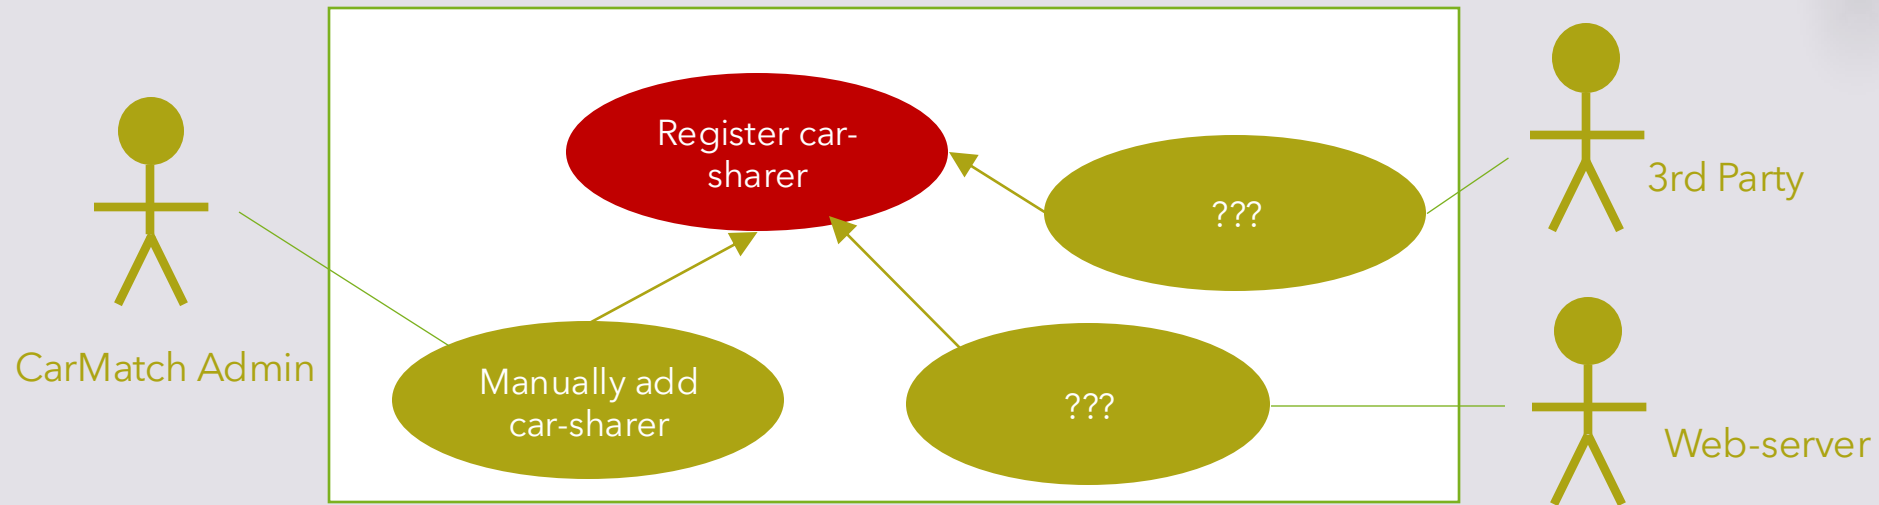 Register car-
sharer
3rd Party
???
CarMatch Admin
Manually add
car-sharer
???
Web-server